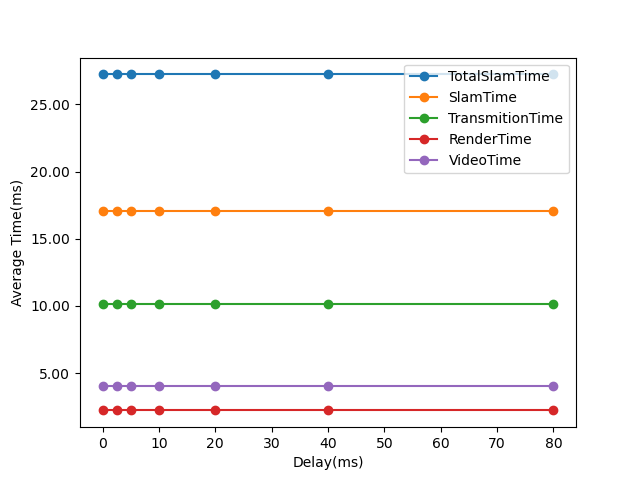 TotalSlamTime
SlamTime
TransmitionTime
RenderTime
VideoTime
25.00
20.00
15.00
10.00
5.00
Average Time(ms)
0 10 20 30 40 50 60 70 80
Delay(ms)